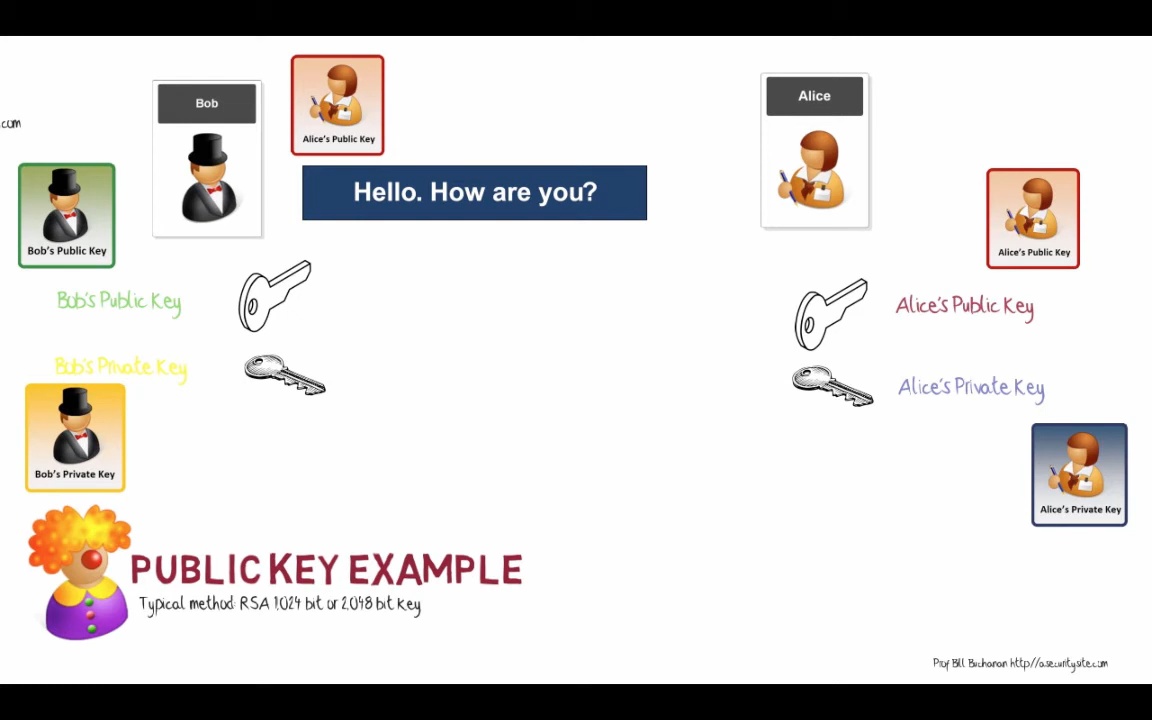 Bob
Alice's Public Key
Alice
.com
Hello. How are you?
Bob's Public Key
Alice's Public Key
Bob's Public Key
Alice's Public Key
Bob's Private Key
Alice's Private Key
Bob's Private Key
Alice's Private Key
PUBLIC KEY EXAMPLE
Typical method: RSA 1,024 bit or 2,048 bit key
Prof Bill Buchanan http://asecuritysite.com